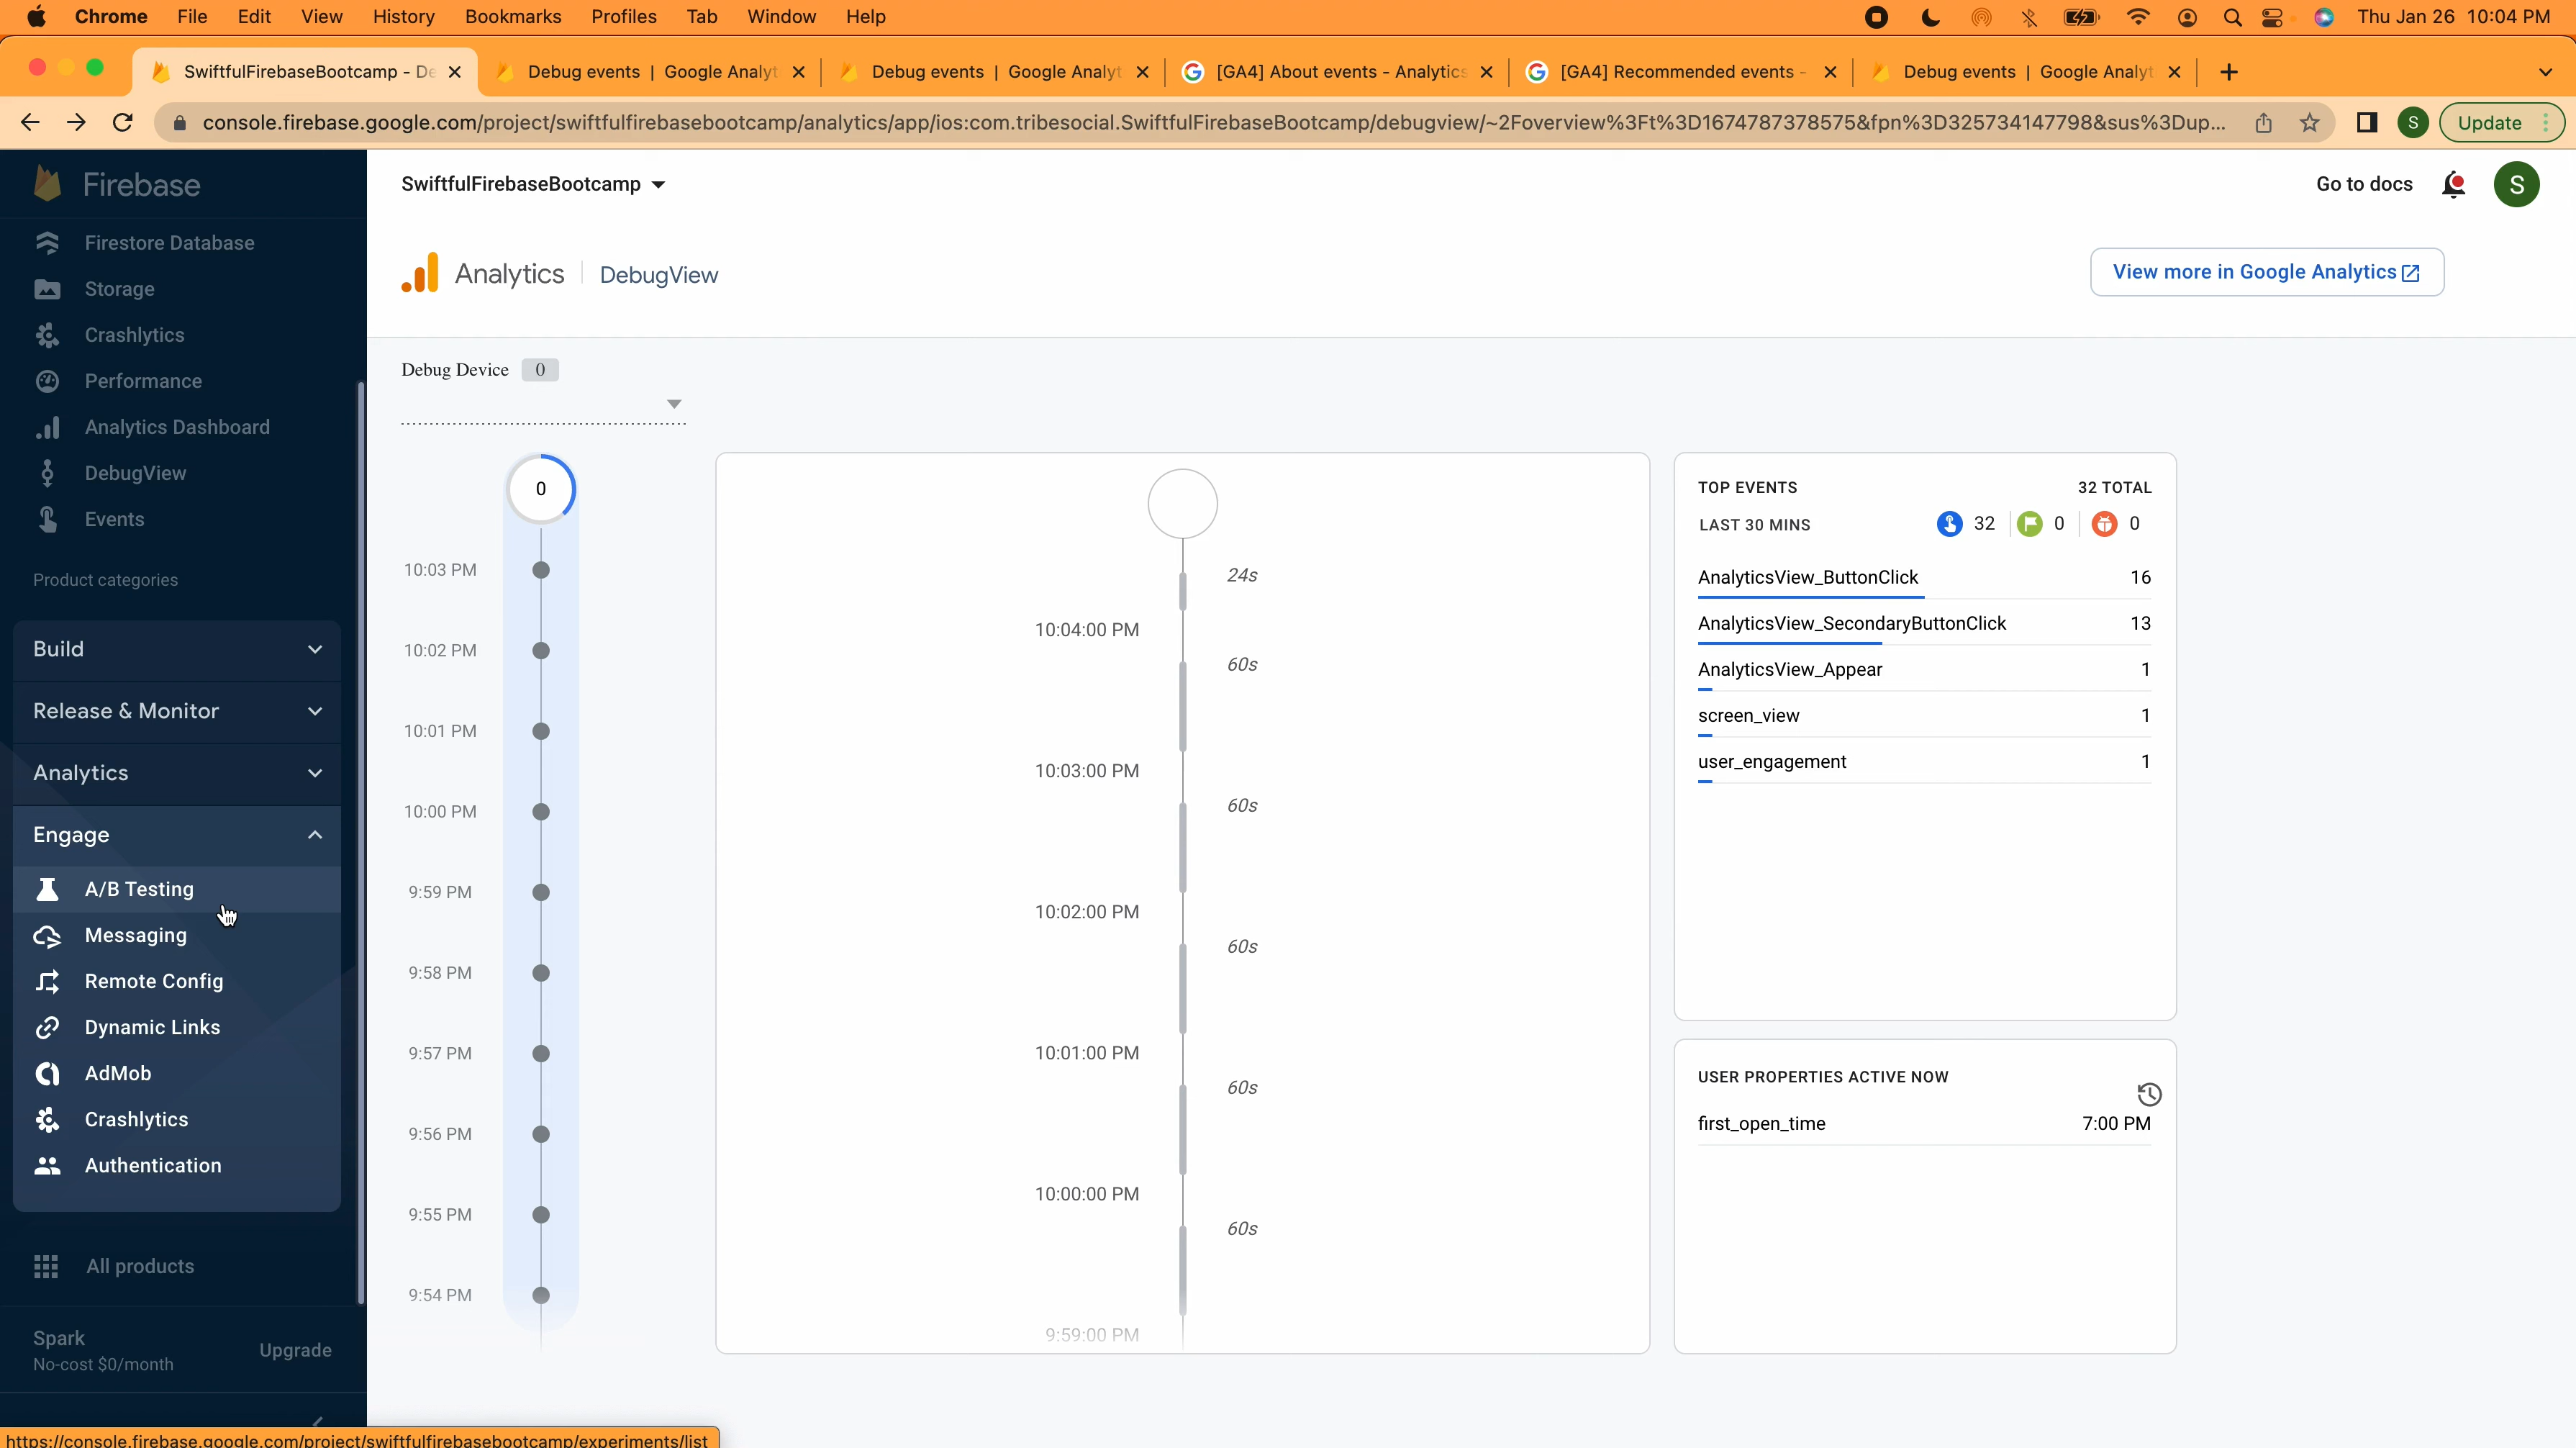 Chrome File Edit View History Bookmarks Profiles Tab Window Help Thu Jan 26 10:04 PM
SwiftfulFirebaseBootcamp - De Debug events | Google Analyt Debug events | Google Analyt [GA4] About events - Analytics [GA4] Recommended events - Debug events | Google Analyt
console.firebase.google.com/project/swiftfulfirebasebootcamp/analytics/app/ios:com.tribesocial.SwiftfulFirebaseBootcamp/debugview/~2Foverview%3Ft%3D1674787378575&fpn%3D325734147798&sus%3Dup... S Update
Firebase
Firestore Database
Storage
Crashlytics
Performance
Analytics Dashboard
DebugView
Events
Product categories
Build
Release & Monitor
Analytics
Engage
A/B Testing
Messaging
Remote Config
Dynamic Links
AdMob
Crashlytics
Authentication
All products
Spark
No-cost $0/month
Upgrade
https://console.firebase.google.com/project/swiftfulfirebasebootcamp/experiments/list
SwiftfulFirebaseBootcamp
Go to docs
S
Analytics
DebugView
View more in Google Analytics
Debug Device 0
0
10:03 PM
10:02 PM
10:01 PM
10:00 PM
9:59 PM
9:58 PM
9:57 PM
9:56 PM
9:55 PM
9:54 PM
24s
10:04:00 PM
60s
10:03:00 PM
60s
10:02:00 PM
60s
10:01:00 PM
60s
10:00:00 PM
60s
9:59:00 PM
TOP EVENTS 32 TOTAL
LAST 30 MINS 32 0 0
AnalyticsView_ButtonClick 16
AnalyticsView_SecondaryButtonClick 13
AnalyticsView_Appear 1
screen_view 1
user_engagement 1
USER PROPERTIES ACTIVE NOW
first_open_time 7:00 PM